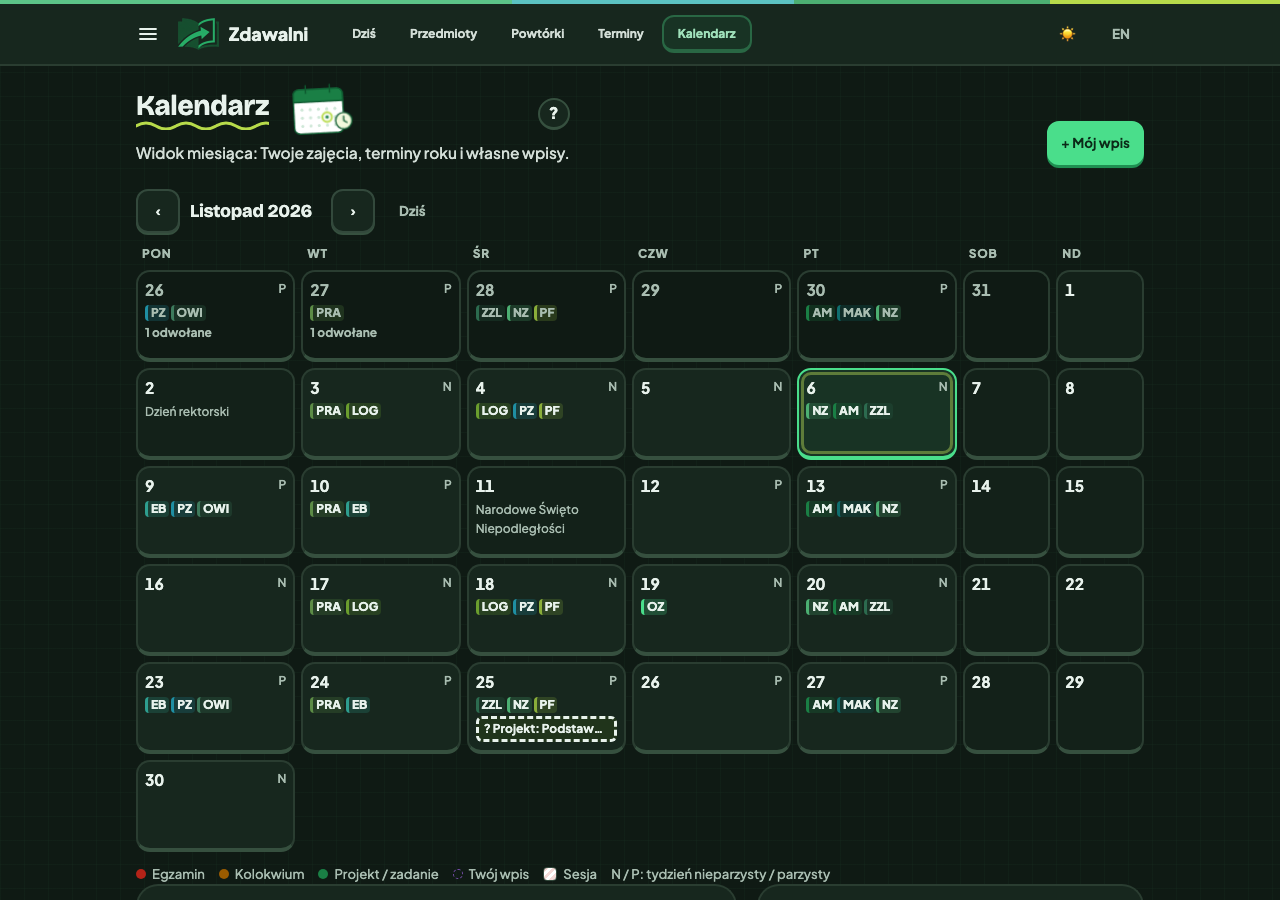 Zdawalni Dziś Przedmioty Powtórki Terminy Kalendarz EN
Kalendarz ?
Widok miesiąca: Twoje zajęcia, terminy roku i własne wpisy.
+ Mój wpis
‹ Listopad 2026 › Dziś
PON WT ŚR CZW PT SOB ND
26 P 27 P 28 P 29 P 30 P 31 1
PZ OWI PRA ZZL NZ PF AM MAK NZ
1 odwołane 1 odwołane
2 3 N 4 N 5 N 6 N 7 8
Dzień rektorski PRA LOG LOG PZ PF NZ AM ZZL
9 P 10 P 11 12 P 13 P 14 15
EB PZ OWI PRA EB Narodowe Święto AM MAK NZ
Niepodległości
16 N 17 N 18 N 19 N 20 N 21 22
PRA LOG LOG PZ PF OZ NZ AM ZZL
23 P 24 P 25 P 26 P 27 P 28 29
EB PZ OWI PRA EB ZZL NZ PF AM MAK NZ
? Projekt: Podstaw…
30 N
Egzamin Kolokwium Projekt / zadanie Twój wpis Sesja N / P: tydzień nieparzysty / parzysty